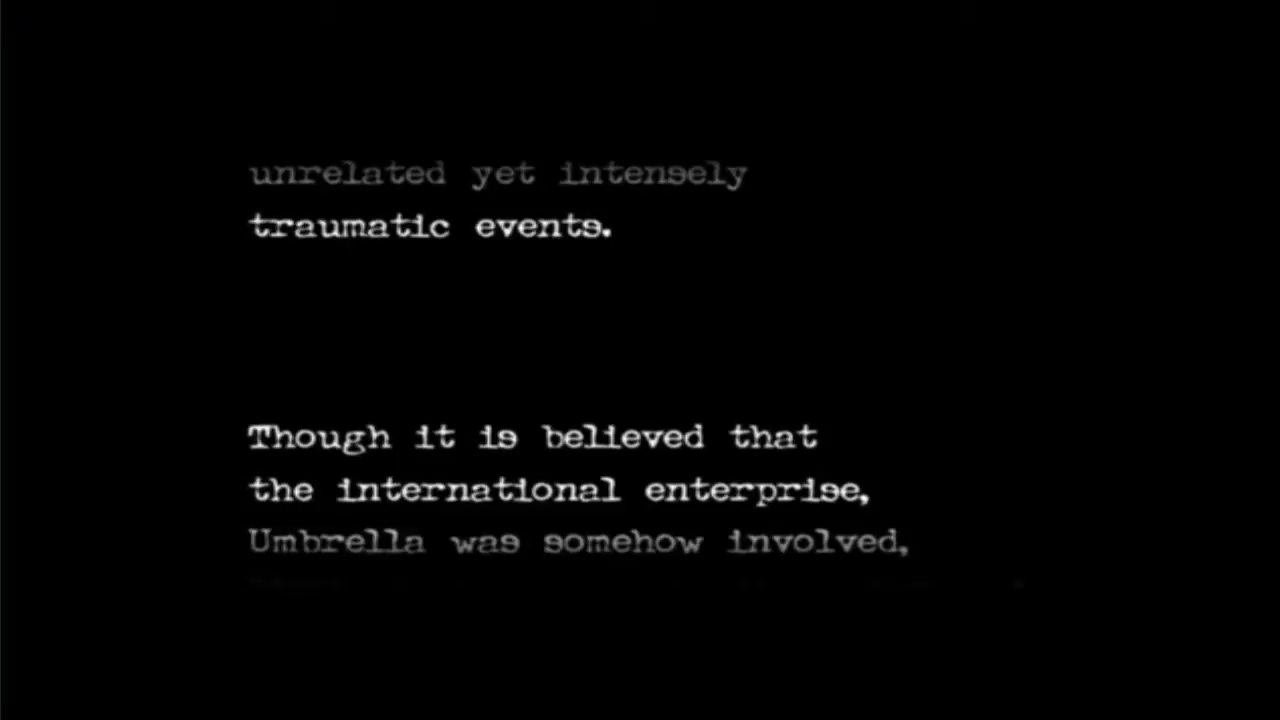 unrelated yet intensely
traumatic events.
Though it is believed that
the international enterprise,
Umbrella was somehow involved,